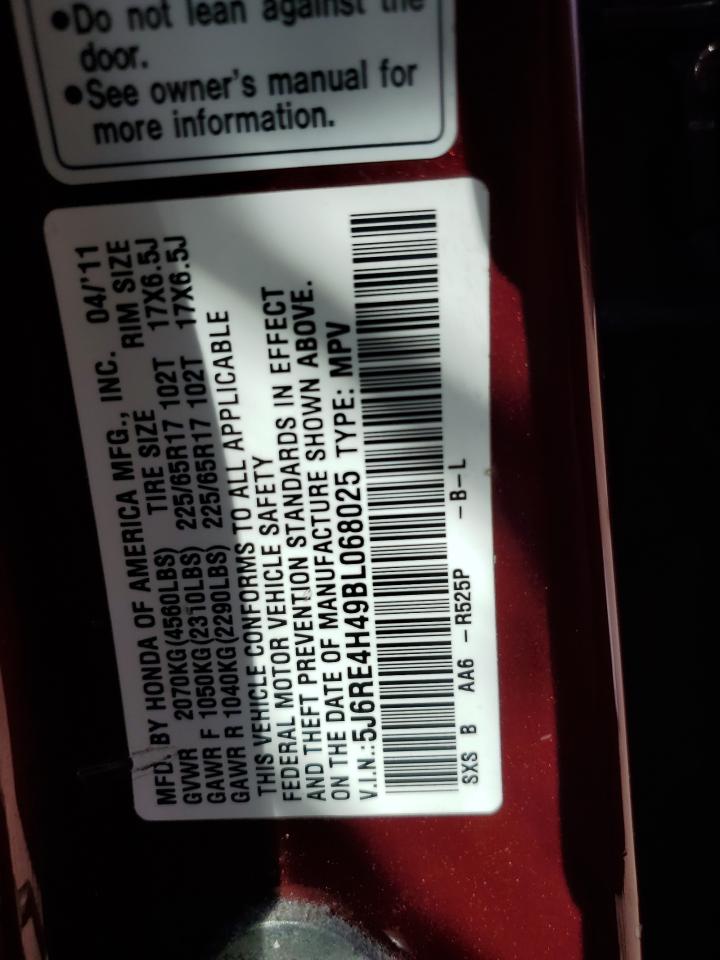 ●Do not lean against the
door.
●See owner's manual for
more information.
MFD. BY HONDA OF AMERICA MFG., INC. 04/'11
GVWR 2070KG(4560LBS) TIRE SIZE RIM SIZE
GAWR F 1050KG(2310LBS) 225/65R17 102T 17X6.5J
GAWR R 1040KG(2290LBS) 225/65R17 102T 17X6.5J
THIS VEHICLE CONFORMS TO ALL APPLICABLE
FEDERAL MOTOR VEHICLE SAFETY
AND THEFT PREVENTION STANDARDS IN EFFECT
ON THE DATE OF MANUFACTURE SHOWN ABOVE.
V.I.N.:5J6RE4H49BL068025 TYPE: MPV
SXS B AA6 -R525P -B-L